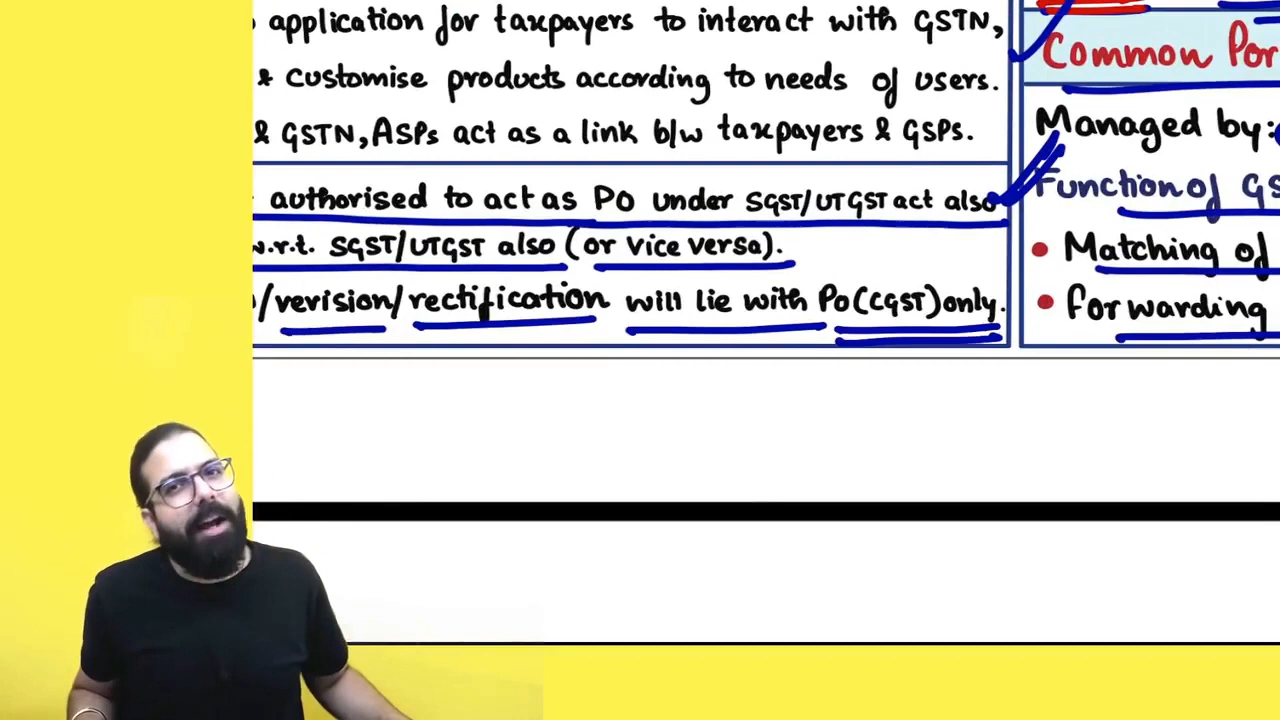 application for taxpayers to interact with GSTN,
& customise products according to needs of users.
& GSTN, ASPs act as a link b/w taxpayers & GSPs.
authorised to act as PO under SGST/UTGST act also
w.r.t. SGST/UTGST also (or vice versa).
/verision/rectification will lie with Po(CGST)only.
Common Por
Managed by:
Function of GS
• Matching of
• forwarding